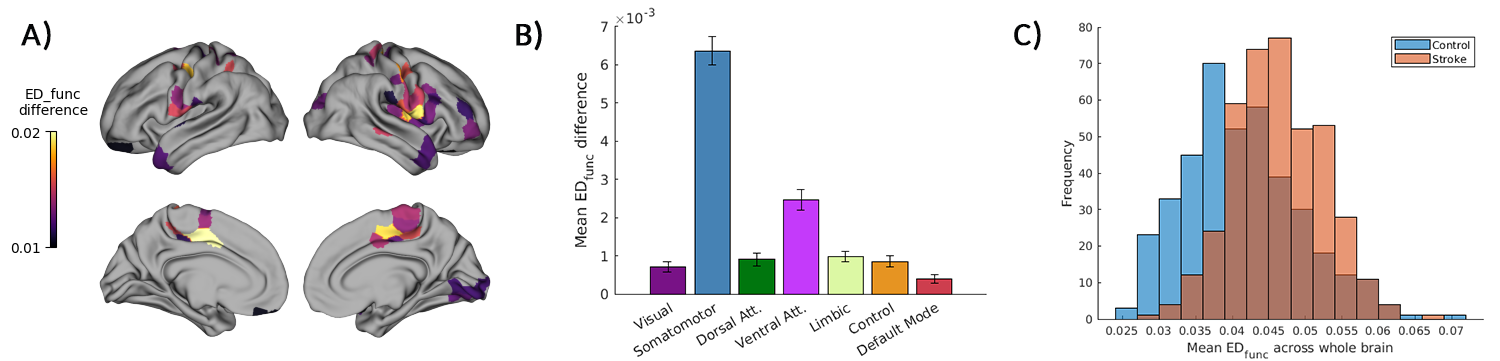 A)
ED_func
difference
0.02
0.01
B)
×10⁻³
7
6
5
4
3
2
1
0
Mean ED_func difference
Visual
Somatomotor
Dorsal Att.
Ventral Att.
Limbic
Control
Default Mode
C)
80
70
60
50
40
30
20
10
0
Frequency
Control
Stroke
0.025 0.03 0.035 0.04 0.045 0.05 0.055 0.06 0.065 0.07
Mean ED_func across whole brain